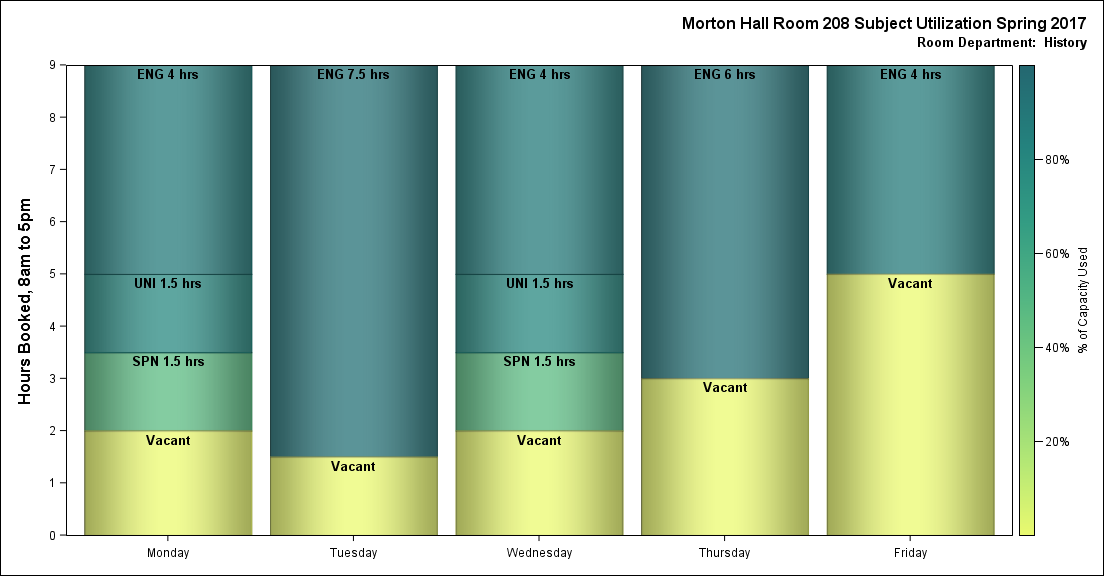 Morton Hall Room 208 Subject Utilization Spring 2017
Room Department: History
Hours Booked, 8am to 5pm
9
8
7
6
5
4
3
2
1
0
ENG 4 hrs
UNI 1.5 hrs
SPN 1.5 hrs
Vacant
ENG 7.5 hrs
Vacant
ENG 4 hrs
UNI 1.5 hrs
SPN 1.5 hrs
Vacant
ENG 6 hrs
Vacant
ENG 4 hrs
Vacant
Monday
Tuesday
Wednesday
Thursday
Friday
80%
60%
40%
20%
% of Capacity Used